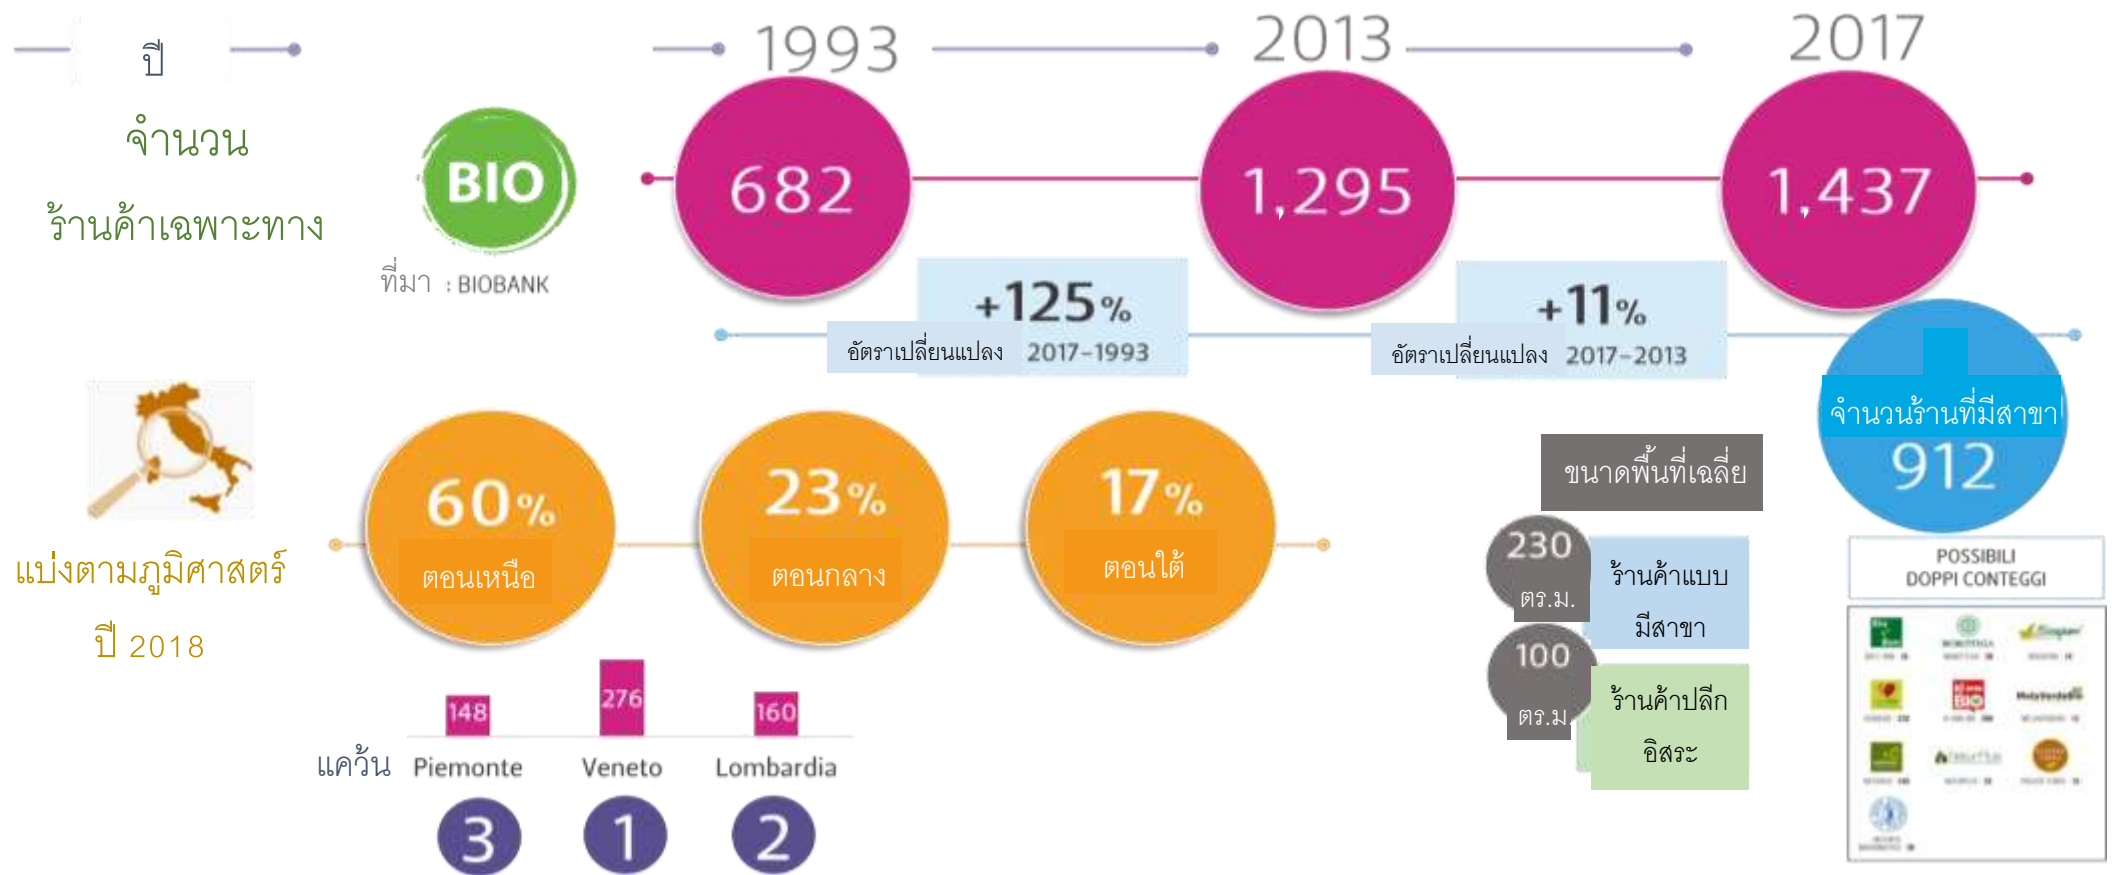 ปี
1993
2013
2017
จำนวน
ร้านค้าเฉพาะทาง
BIO
682
1,295
1,437
ที่มา : BIOBANK
+125%
อัตราเปลี่ยนแปลง 2017-1993
+11%
อัตราเปลี่ยนแปลง 2017-2013
จำนวนร้านที่มีสาขา
912
แบ่งตามภูมิศาสตร์
ปี 2018
60%
ตอนเหนือ
23%
ตอนกลาง
17%
ตอนใต้
ขนาดพื้นที่เฉลี่ย
230
ตร.ม.
ร้านค้าแบบ
มีสาขา
100
ตร.ม.
ร้านค้าปลีก
อิสระ
POSSIBILI
DOPPI CONTEGGI
BIO
148
276
160
แคว้น Piemonte Veneto Lombardia
3
1
2